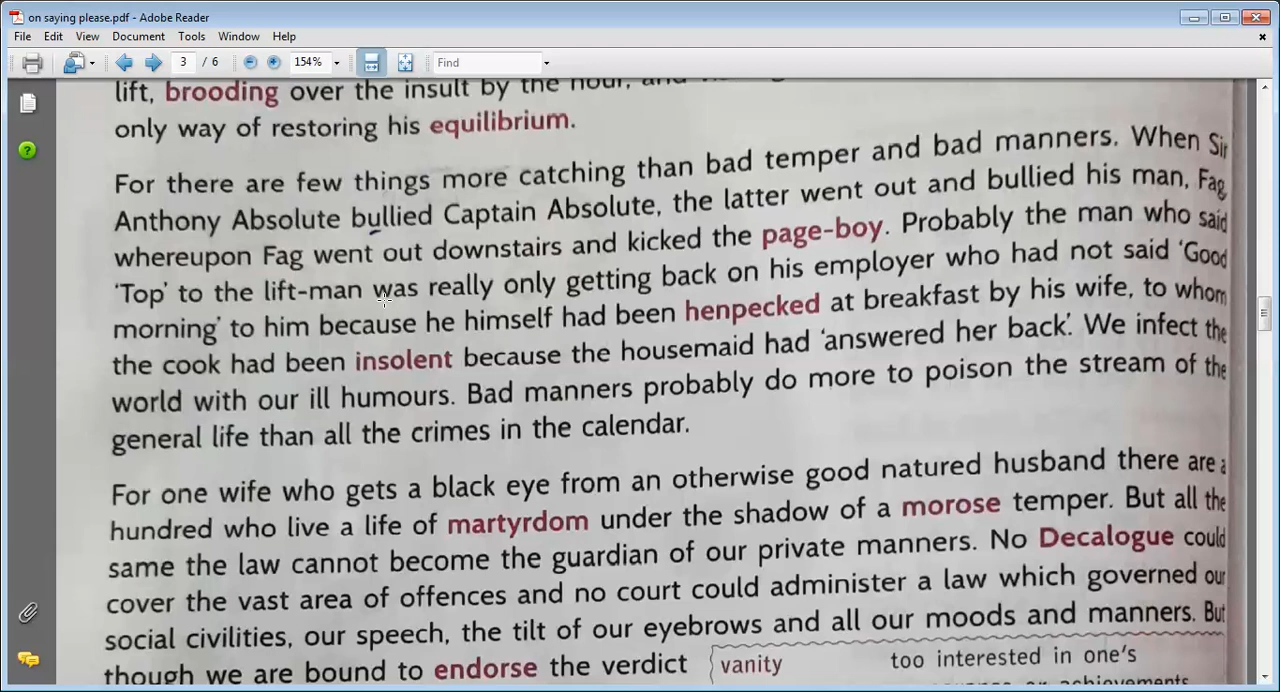 on saying please.pdf - Adobe Reader
File Edit View Document Tools Window Help
3 / 6 154% Find
lift, brooding over the insult by the hour, and
only way of restoring his equilibrium.
For there are few things more catching than bad temper and bad manners. When Sir
Anthony Absolute bullied Captain Absolute, the latter went out and bullied his man, Fag,
whereupon Fag went out downstairs and kicked the page-boy. Probably the man who said
‘Top’ to the lift-man was really only getting back on his employer who had not said ‘Good
morning’ to him because he himself had been henpecked at breakfast by his wife, to whom
the cook had been insolent because the housemaid had ‘answered her back’. We infect the
world with our ill humours. Bad manners probably do more to poison the stream of the
general life than all the crimes in the calendar.
For one wife who gets a black eye from an otherwise good natured husband there are a
hundred who live a life of martyrdom under the shadow of a morose temper. But all the
same the law cannot become the guardian of our private manners. No Decalogue could
cover the vast area of offences and no court could administer a law which governed our
social civilities, our speech, the tilt of our eyebrows and all our moods and manners. But
though we are bound to endorse the verdict
vanity too interested in one's
or achievements